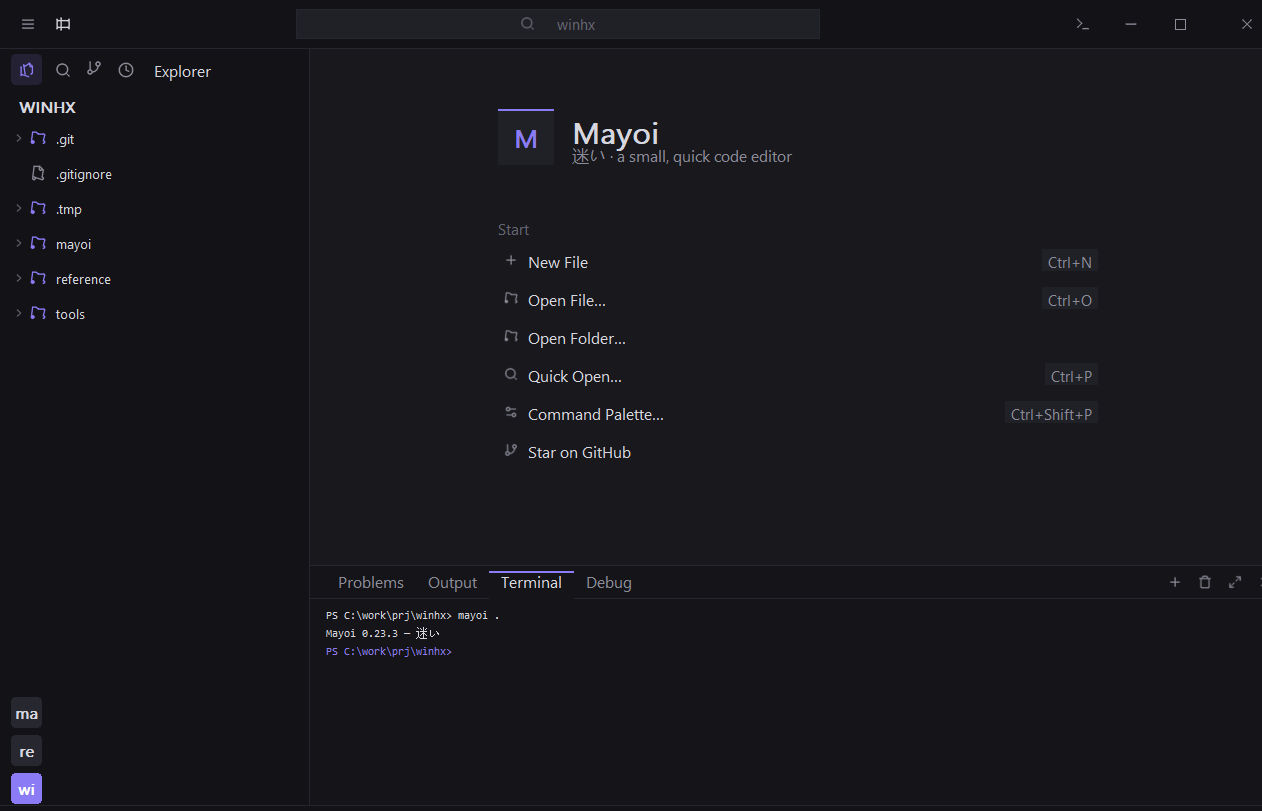 winhx
Explorer
WINHX
.git
.gitignore
.tmp
mayoi
reference
tools
ma
re
wi
M
Mayoi
迷い · a small, quick code editor
Start
New File Ctrl+N
Open File... Ctrl+O
Open Folder...
Quick Open... Ctrl+P
Command Palette... Ctrl+Shift+P
Star on GitHub
Problems Output Terminal Debug
PS C:\work\prj\winhx> mayoi .
Mayoi 0.23.3 — 迷い
PS C:\work\prj\winhx>